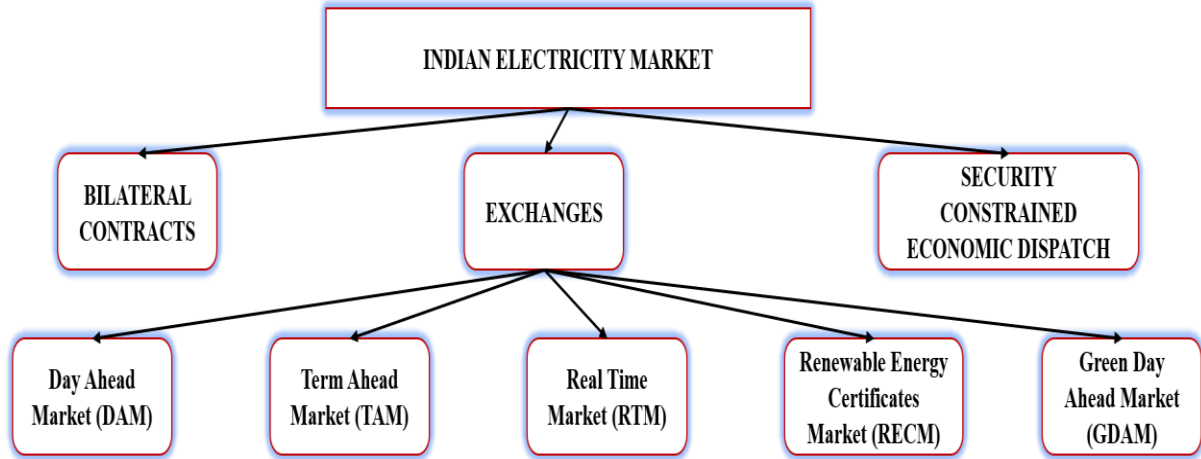 INDIAN ELECTRICITY MARKET
BILATERAL
CONTRACTS
EXCHANGES
SECURITY
CONSTRAINED
ECONOMIC DISPATCH
Day Ahead
Market (DAM)
Term Ahead
Market (TAM)
Real Time
Market (RTM)
Renewable Energy
Certificates
Market (RECM)
Green Day
Ahead Market
(GDAM)